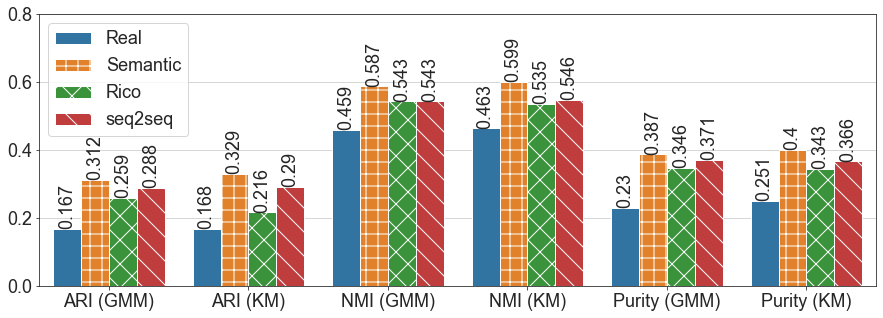 0.8
0.6
0.4
0.2
0.0
Real
Semantic
Rico
seq2seq
0.167
0.312
0.259
0.288
0.168
0.329
0.216
0.29
0.459
0.587
0.543
0.543
0.463
0.599
0.535
0.546
0.23
0.387
0.346
0.371
0.251
0.4
0.343
0.366
ARI (GMM)
ARI (KM)
NMI (GMM)
NMI (KM)
Purity (GMM)
Purity (KM)